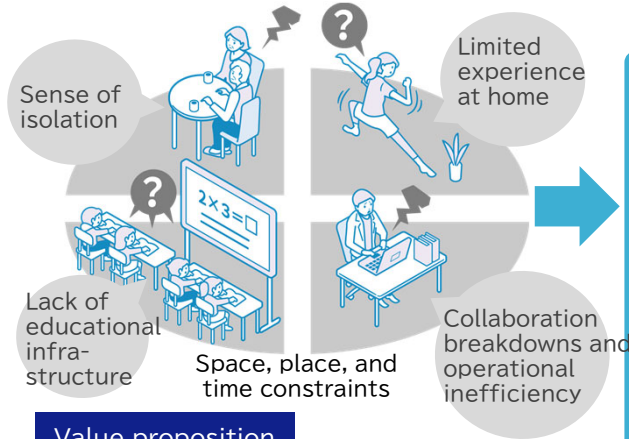 ?
Limited
experience
at home
Sense of
isolation
?
2×3=□
Lack of
educational
infra-
structure
Space, place, and
time constraints
Collaboration
breakdowns and
operational
inefficiency
Value proposition